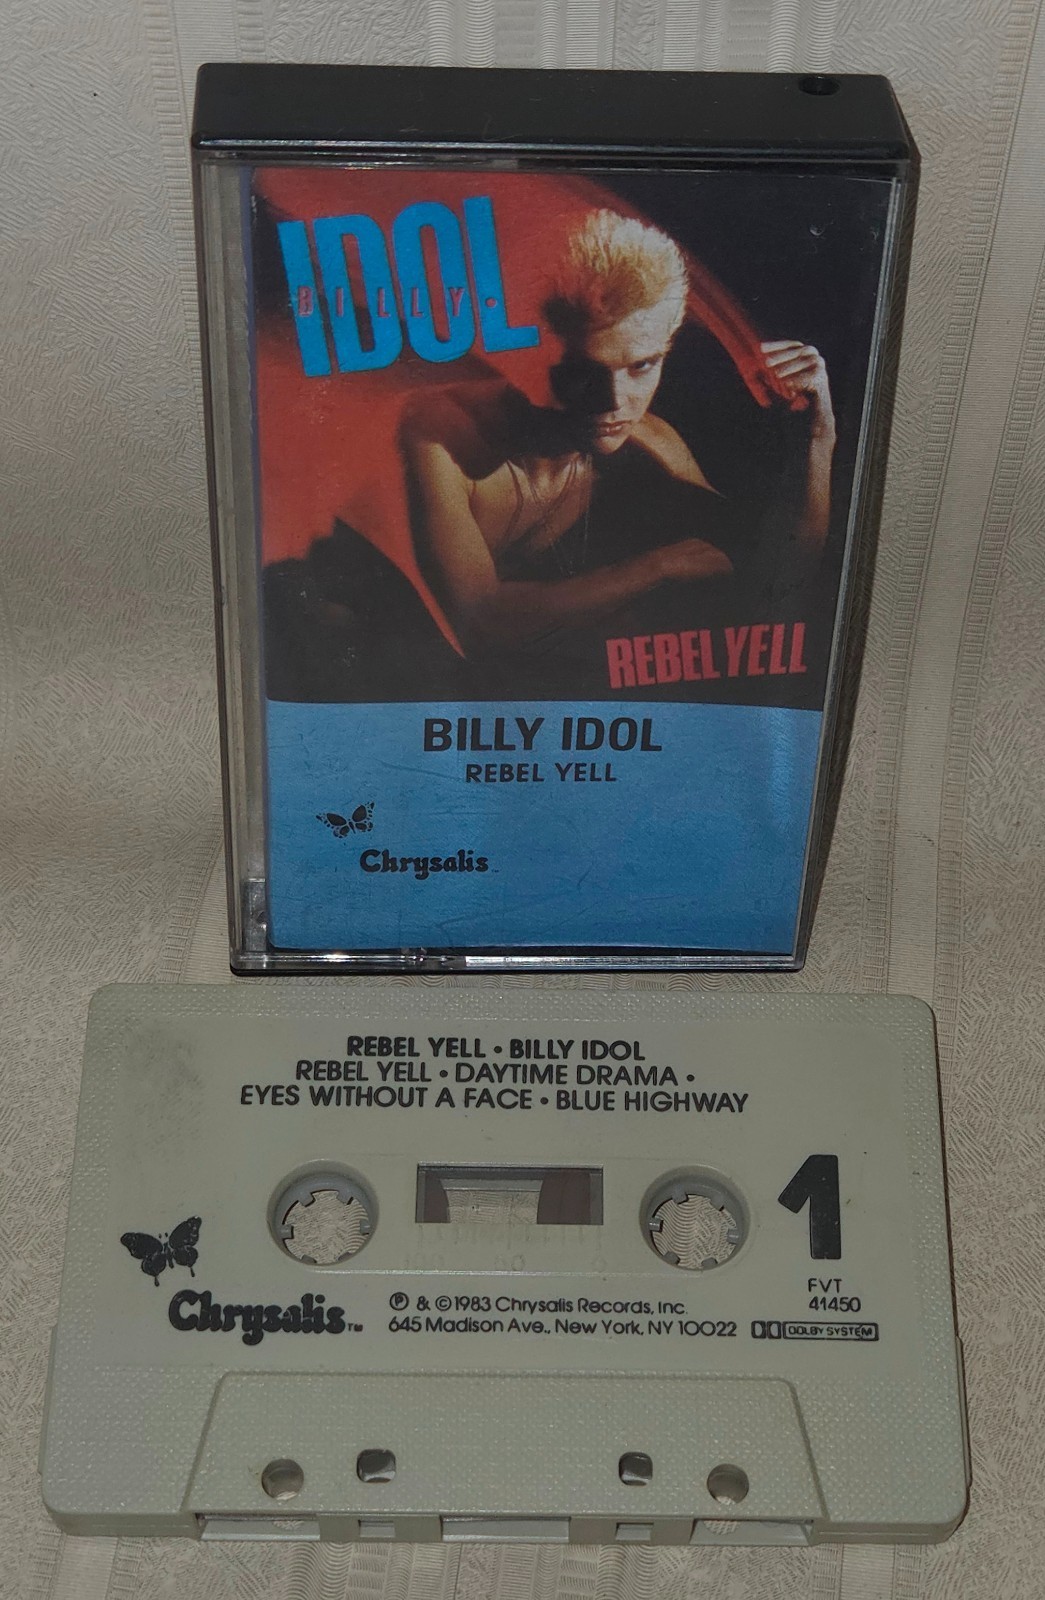 IDOL
BILLY •
REBEL YELL
BILLY IDOL
REBEL YELL
Chrysalis
REBEL YELL • BILLY IDOL
REBEL YELL • DAYTIME DRAMA •
EYES WITHOUT A FACE • BLUE HIGHWAY
1
FVT
41450
Chrysalis™
℗ & © 1983 Chrysalis Records, Inc.
645 Madison Ave., New York, NY 10022
DOLBY SYSTEM